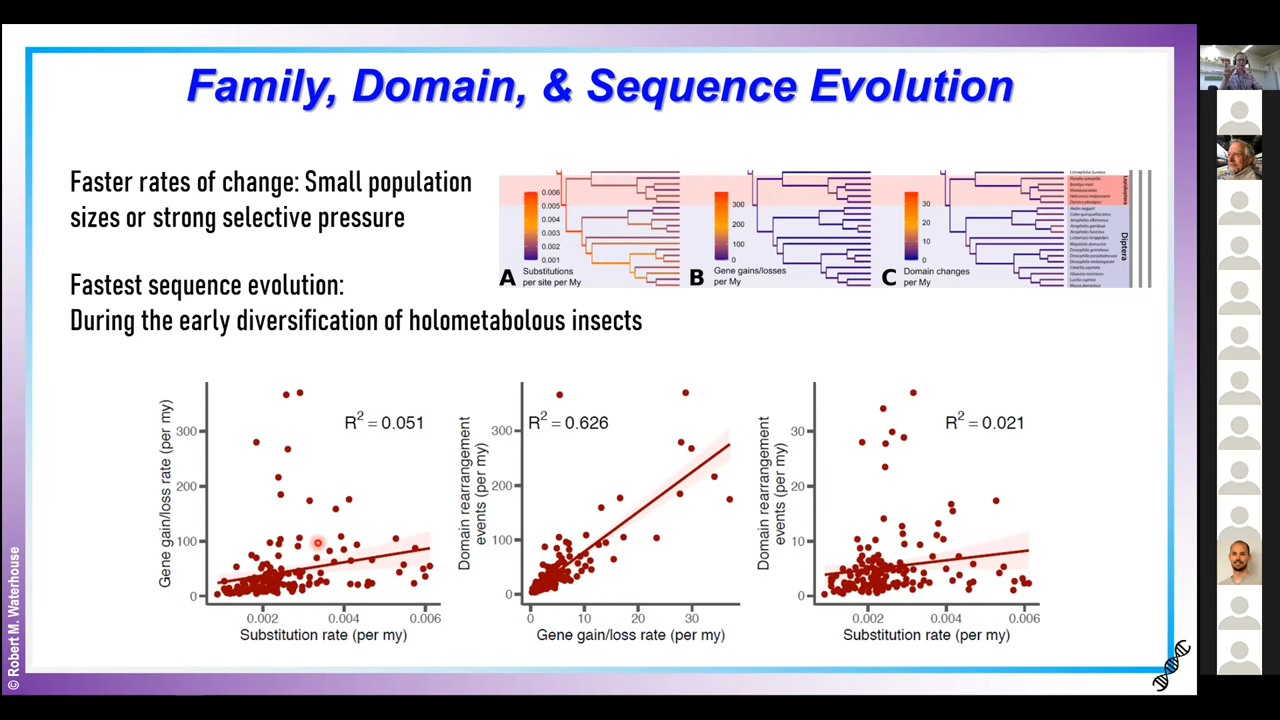 Family, Domain, & Sequence Evolution
Faster rates of change: Small population
sizes or strong selective pressure
Fastest sequence evolution:
During the early diversification of holometabolous insects
0.006
0.005
0.004
0.003
0.002
0.001
A
Substitutions
per site per My
300
200
100
0
B
Gene gains/losses
per My
30
20
10
0
C
Domain changes
per My
Lepidoptera
Diptera
Gene gain/loss rate (per my)
300
200
100
0
R² = 0.051
0.002
0.004
0.006
Substitution rate (per my)
Domain rearrangement
events (per my)
300
200
100
0
R² = 0.626
0
10
20
30
Gene gain/loss rate (per my)
Domain rearrangement
events (per my)
30
20
10
0
R² = 0.021
0.002
0.004
0.006
Substitution rate (per my)
© Robert M. Waterhouse